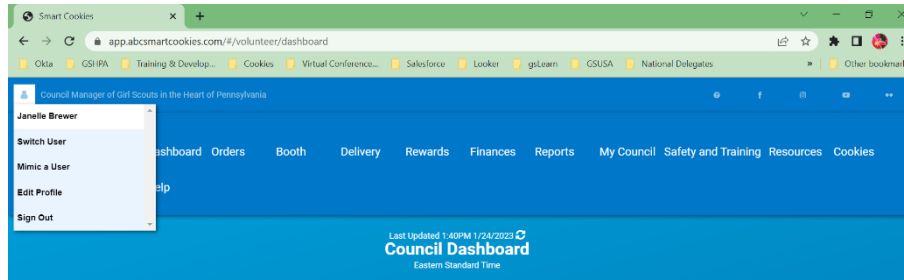 Smart Cookies
app.abcsmartcookies.com/#/volunteer/dashboard
Okta GSHPA Training & Develop... Cookies Virtual Conference... Salesforce Looker gsLearn GSUSA National Delegates » Other bookmar
Council Manager of Girl Scouts in the Heart of Pennsylvania
Janelle Brewer
Switch User
Mimic a User
Edit Profile
Sign Out
ashboard Orders Booth Delivery Rewards Finances Reports My Council Safety and Training Resources Cookies
elp
Last Updated 1:40PM 1/24/2023
Council Dashboard
Eastern Standard Time